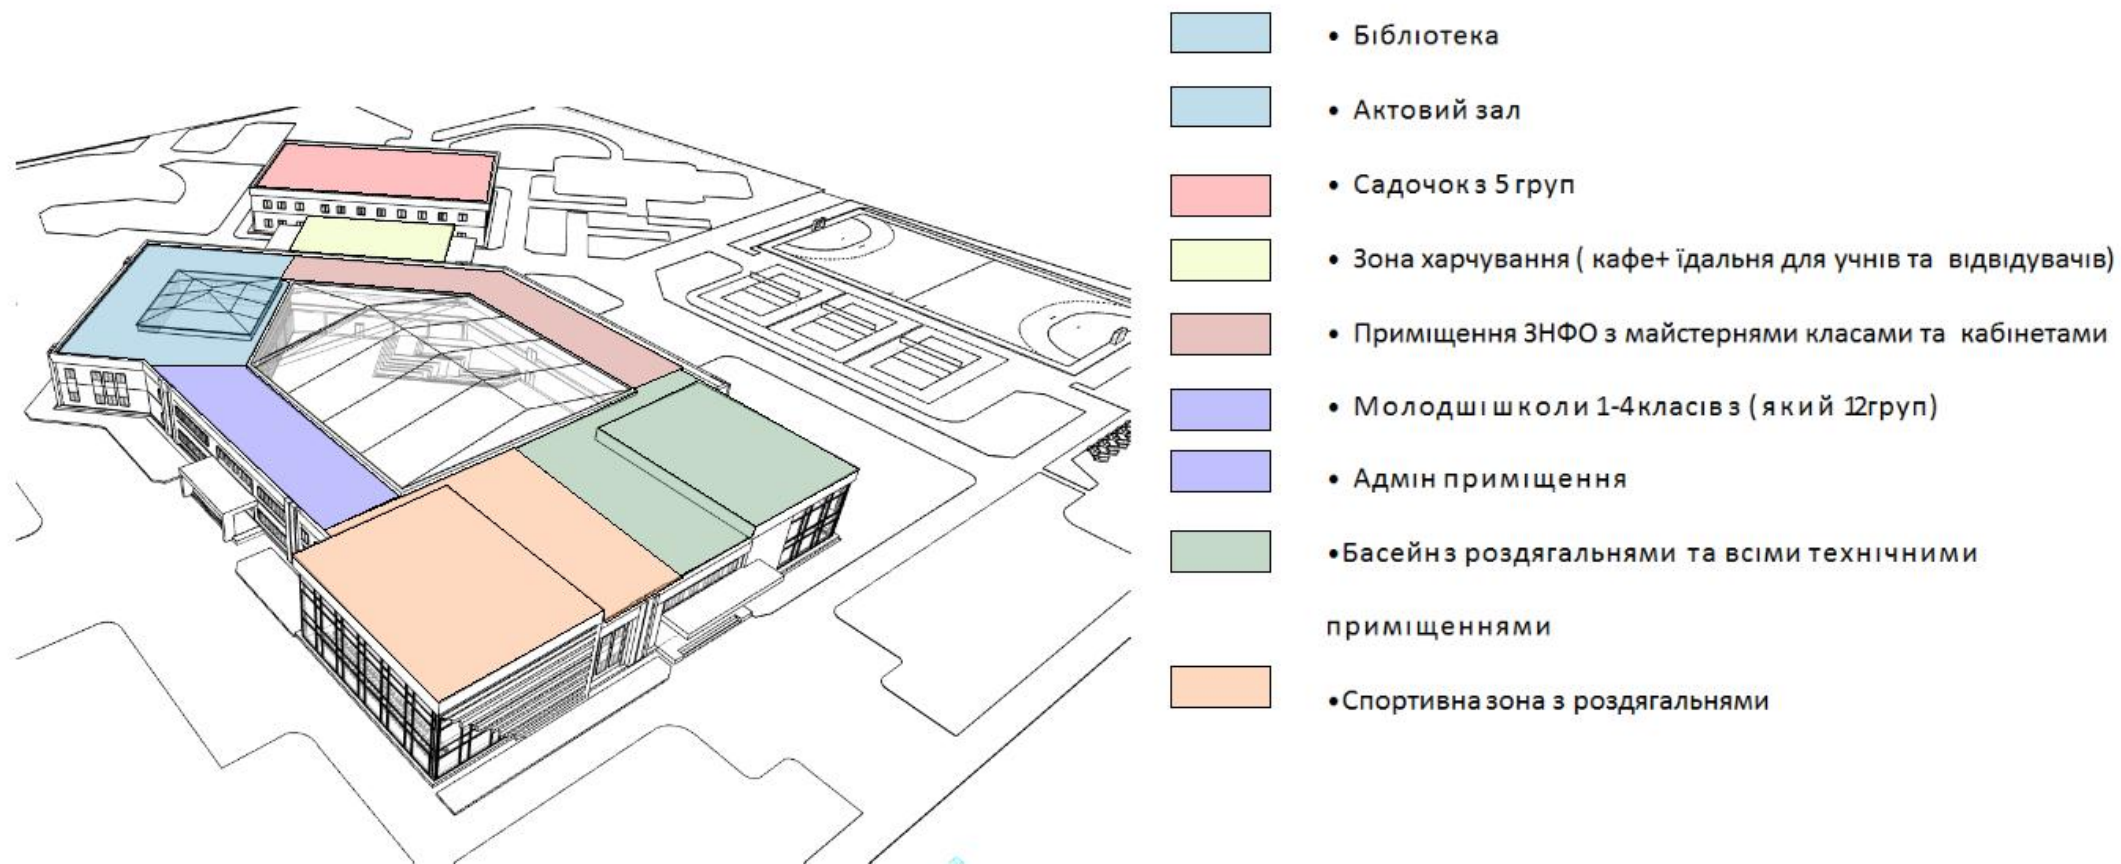 • Бібліотека
• Актовий зал
• Садочок з 5 груп
• Зона харчування ( кафе+ їдальня для учнів та відвідувачів)
• Приміщення ЗНФО з майстернями класами та кабінетами
• Молодші школи 1-4 класів з ( який 12груп)
• Адмін приміщення
•Басейн з роздягальнями та всіми технічними
приміщеннями
•Спортивна зона з роздягальнями